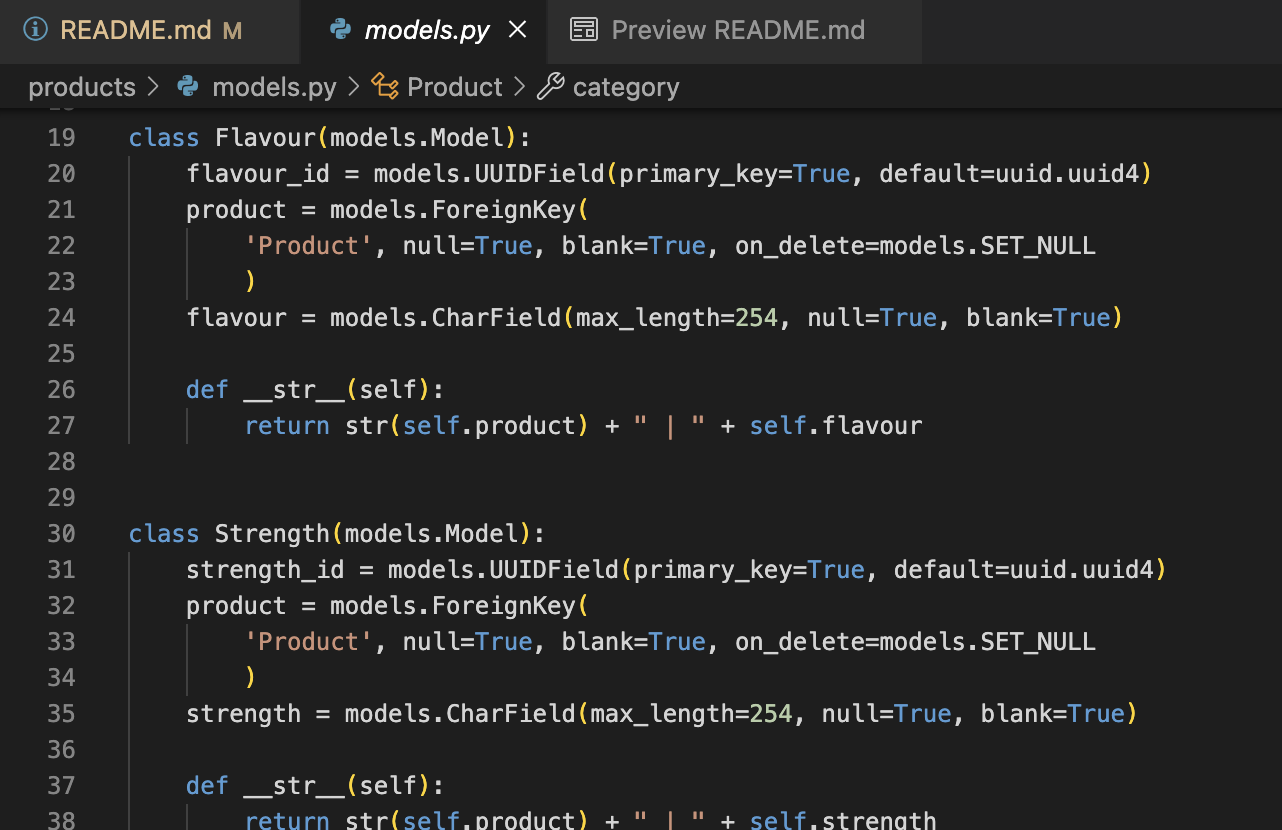 README.md M models.py Preview README.md
products > models.py > Product > category
19 class Flavour(models.Model):
20     flavour_id = models.UUIDField(primary_key=True, default=uuid.uuid4)
21     product = models.ForeignKey(
22         'Product', null=True, blank=True, on_delete=models.SET_NULL
23         )
24     flavour = models.CharField(max_length=254, null=True, blank=True)
25
26     def __str__(self):
27         return str(self.product) + " | " + self.flavour
28
29
30 class Strength(models.Model):
31     strength_id = models.UUIDField(primary_key=True, default=uuid.uuid4)
32     product = models.ForeignKey(
33         'Product', null=True, blank=True, on_delete=models.SET_NULL
34         )
35     strength = models.CharField(max_length=254, null=True, blank=True)
36
37     def __str__(self):
38         return str(self.product) + " | " + self.strength